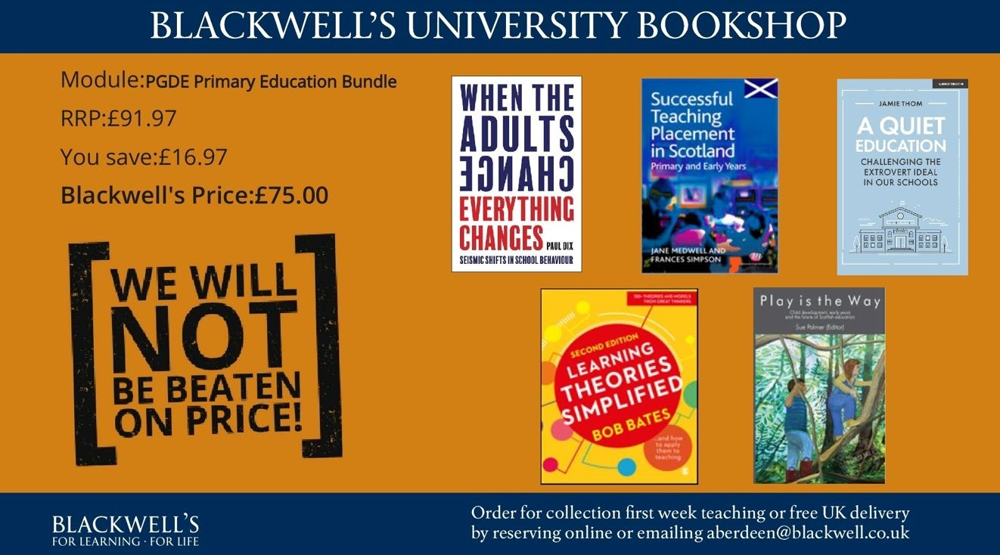 BLACKWELL'S UNIVERSITY BOOKSHOP
Module:PGDE Primary Education Bundle
RRP:£91.97
You save:£16.97
Blackwell's Price:£75.00
[WE WILL
NOT
BE BEATEN
ON PRICE!]
WHEN THE
ADULTS
CHANGE
EVERYTHING
CHANGES PAUL DIX
SEISMIC SHIFTS IN SCHOOL BEHAVIOUR
Successful
Teaching
Placement
in Scotland
Primary and Early Years
JANE MEDWELL AND
FRANCES SIMPSON
JAMIE THOM
A QUIET
EDUCATION
CHALLENGING THE
EXTROVERT IDEAL
IN OUR SCHOOLS
130+ THEORIES AND MODELS
FROM GREAT THINKERS
SECOND EDITION
LEARNING
THEORIES
SIMPLIFIED
BOB BATES
...and how
to apply
them to
teaching
Play is the Way
Child development, early years
and the future of Scottish education
Sue Palmer (Editor)
BLACKWELL'S
FOR LEARNING · FOR LIFE
Order for collection first week teaching or free UK delivery
by reserving online or emailing aberdeen@blackwell.co.uk